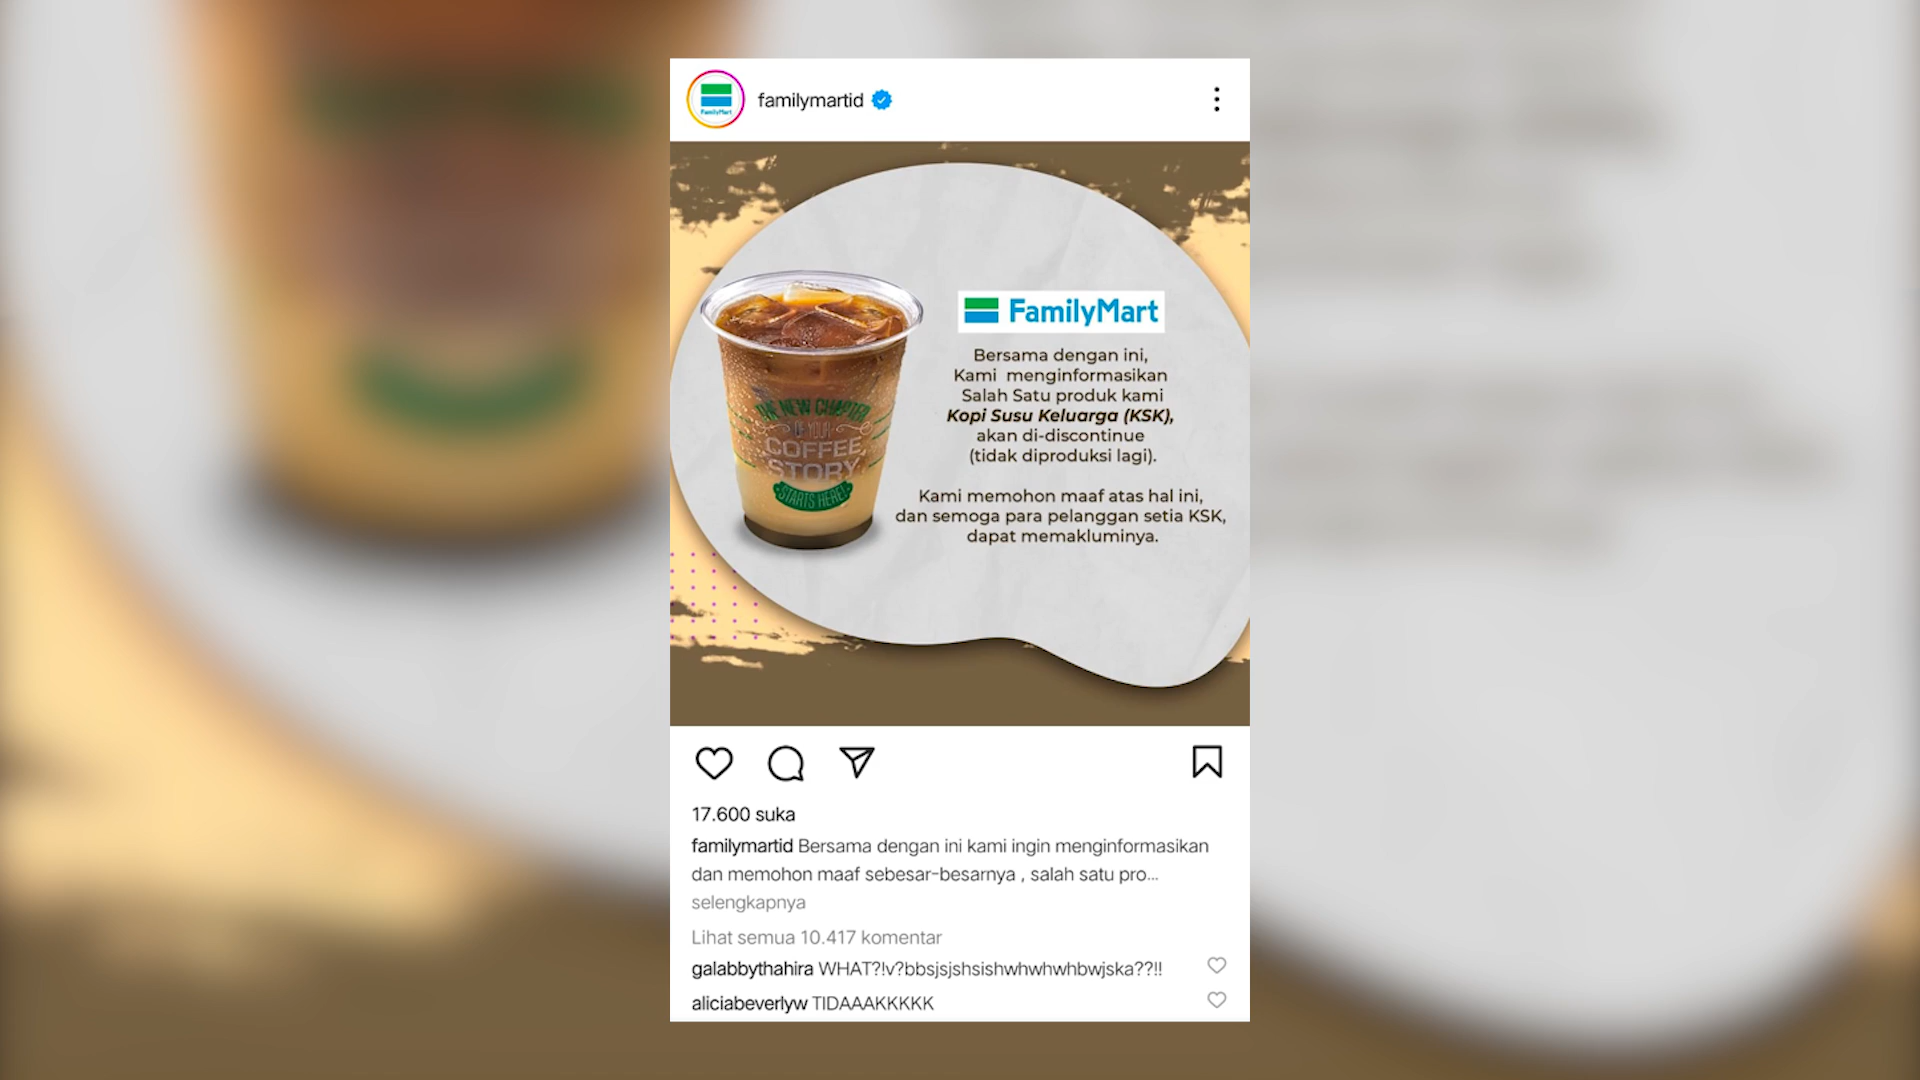 familymartid
FamilyMart
FamilyMart
Bersama dengan ini,
Kami menginformasikan
Salah Satu produk kami
Kopi Susu Keluarga (KSK),
akan di-discontinue
(tidak diproduksi lagi).
Kami memohon maaf atas hal ini,
dan semoga para pelanggan setia KSK,
dapat memakluminya.
THE NEW CHAPTER
OF YOUR
COFFEE
STORY
STARTS HERE!
17.600 suka
familymartid Bersama dengan ini kami ingin menginformasikan
dan memohon maaf sebesar-besarnya , salah satu pro...
selengkapnya
Lihat semua 10.417 komentar
galabbythahira WHAT?!v?bbsjsjshsishwhwhwhbwjska??!!
aliciabeverlyw TIDAAAKKKKK